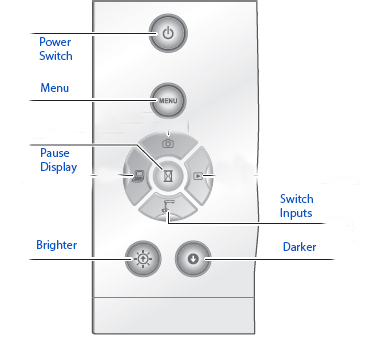 Power
Switch
Menu
MENU
Pause
Display
Switch
Inputs
Brighter
Darker